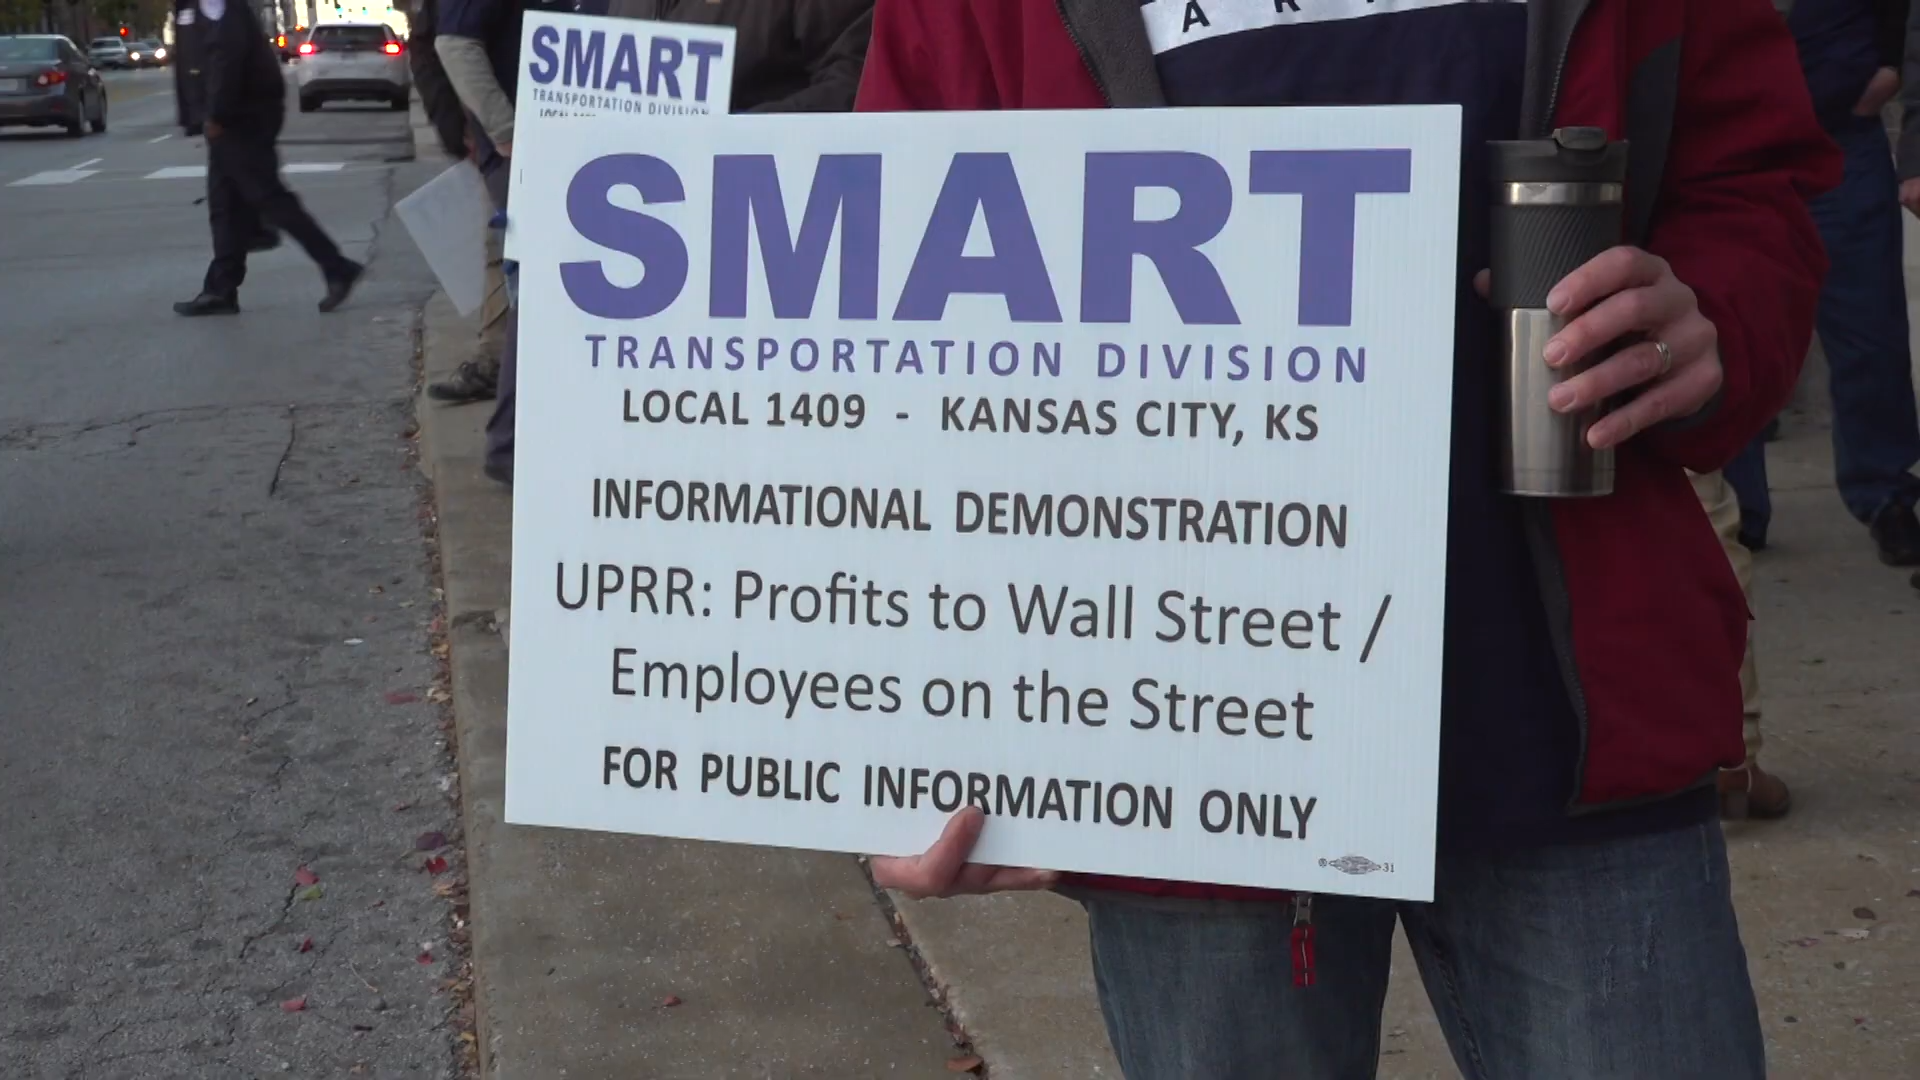 SMART
TRANSPORTATION DIVISION
A R
SMART
TRANSPORTATION DIVISION
LOCAL 1409 - KANSAS CITY, KS
INFORMATIONAL DEMONSTRATION
UPRR: Profits to Wall Street /
Employees on the Street
FOR PUBLIC INFORMATION ONLY
® 31